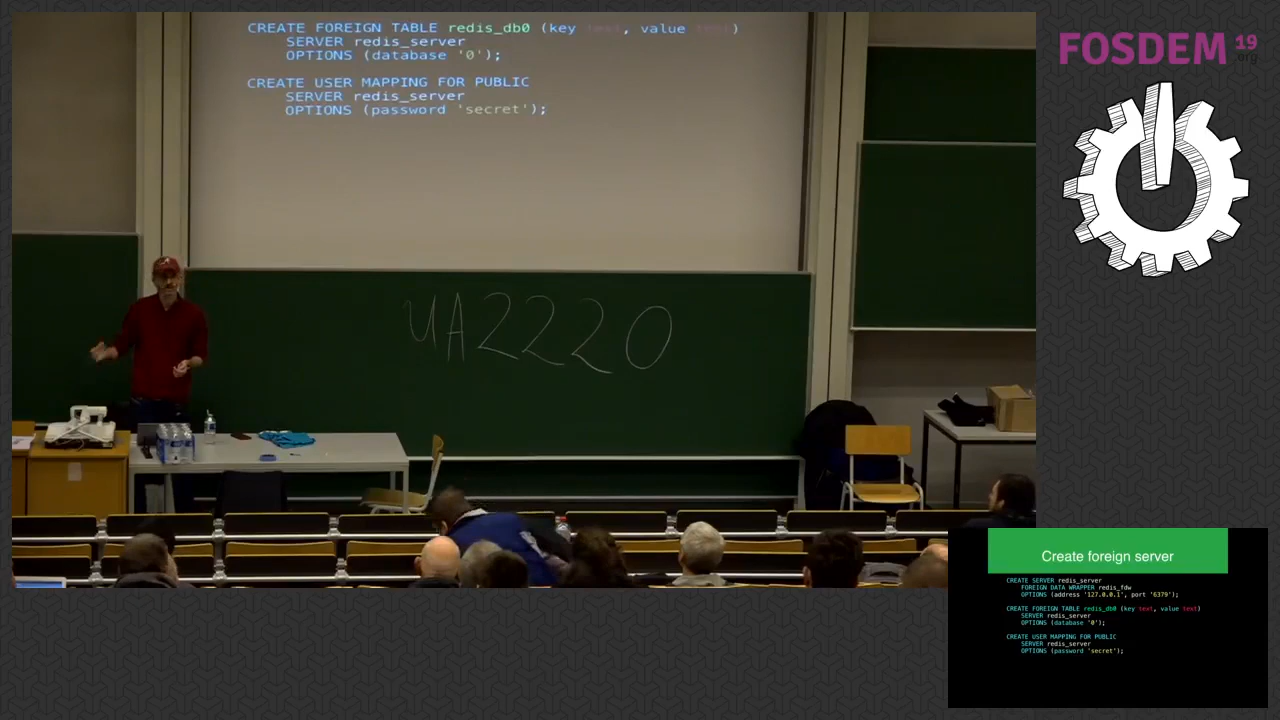 CREATE FOREIGN TABLE redis_db0 (key text, value text)
SERVER redis_server
OPTIONS (database '0');
CREATE USER MAPPING FOR PUBLIC
SERVER redis_server
OPTIONS (password 'secret');
UA2220
FOSDEM 19
.org
Create foreign server
CREATE SERVER redis_server
FOREIGN DATA WRAPPER redis_fdw
OPTIONS (address '127.0.0.1', port '6379');
CREATE FOREIGN TABLE redis_db0 (key text, value text)
SERVER redis_server
OPTIONS (database '0');
CREATE USER MAPPING FOR PUBLIC
SERVER redis_server
OPTIONS (password 'secret');